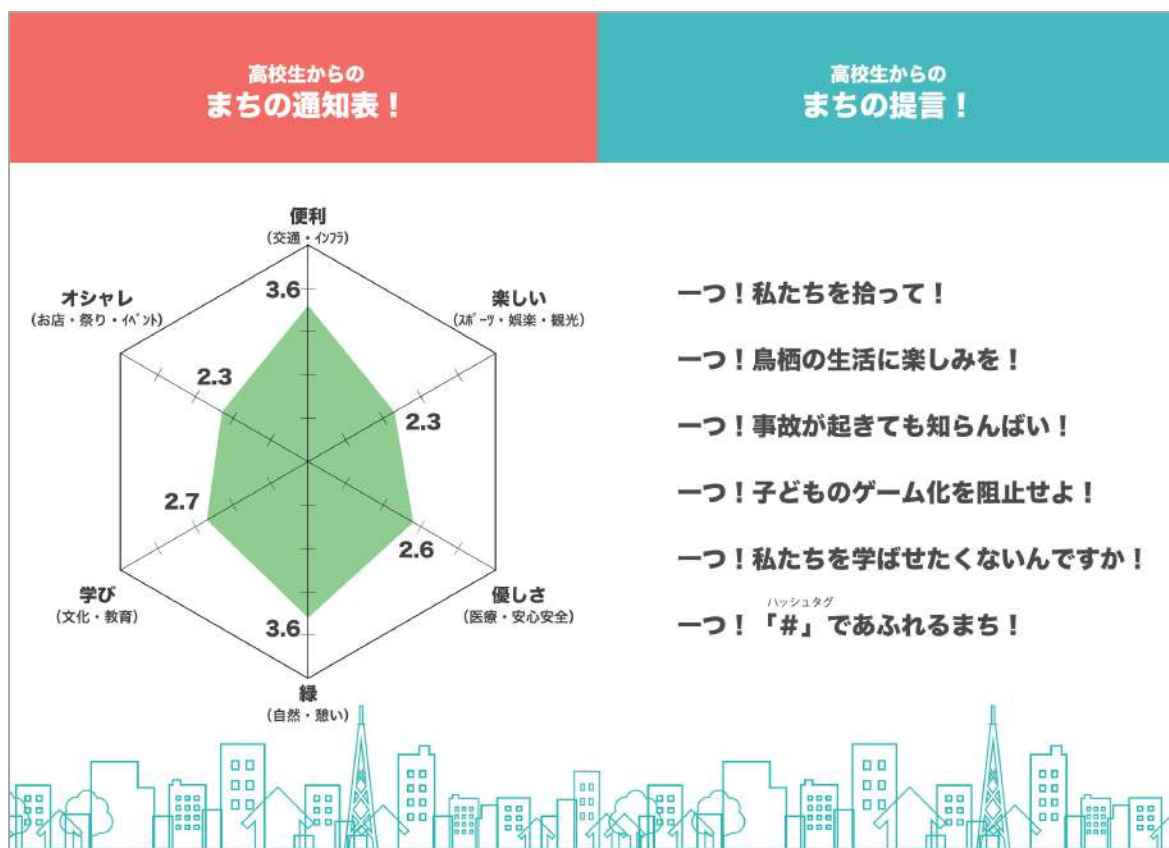 高校生からの
まちの通知表！
高校生からの
まちの提言！
便利
（交通・ｲﾝﾌﾗ）
3.6
オシャレ
（お店・祭り・ｲﾍﾞﾝﾄ）
2.3
楽しい
（ｽﾎﾟｰﾂ・娯楽・観光）
2.3
学び
（文化・教育）
2.7
優しさ
（医療・安心安全）
2.6
3.6
緑
（自然・憩い）
一つ！私たちを拾って！
一つ！鳥栖の生活に楽しみを！
一つ！事故が起きても知らんばい！
一つ！子どものゲーム化を阻止せよ！
一つ！私たちを学ばせたくないんですか！
ハッシュタグ
一つ！「＃」であふれるまち！